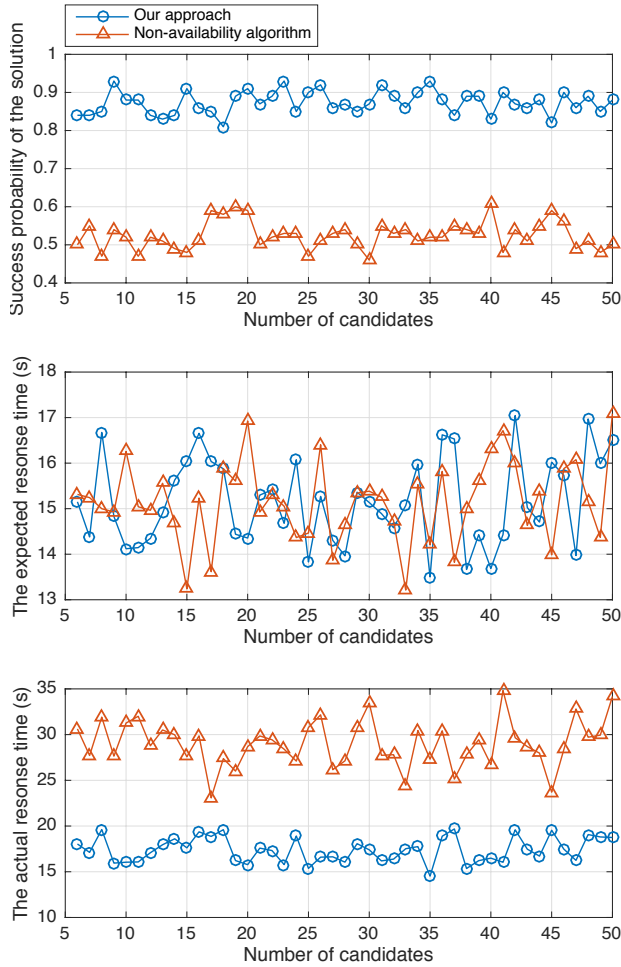 Our approach
Non-availability algorithm
1
0.9
0.8
0.7
0.6
0.5
0.4
5 10 15 20 25 30 35 40 45 50
Success probability of the solution
Number of candidates
18
17
16
15
14
13
5 10 15 20 25 30 35 40 45 50
The expected resonse time (s)
Number of candidates
35
30
25
20
15
10
5 10 15 20 25 30 35 40 45 50
The actual resonse time (s)
Number of candidates